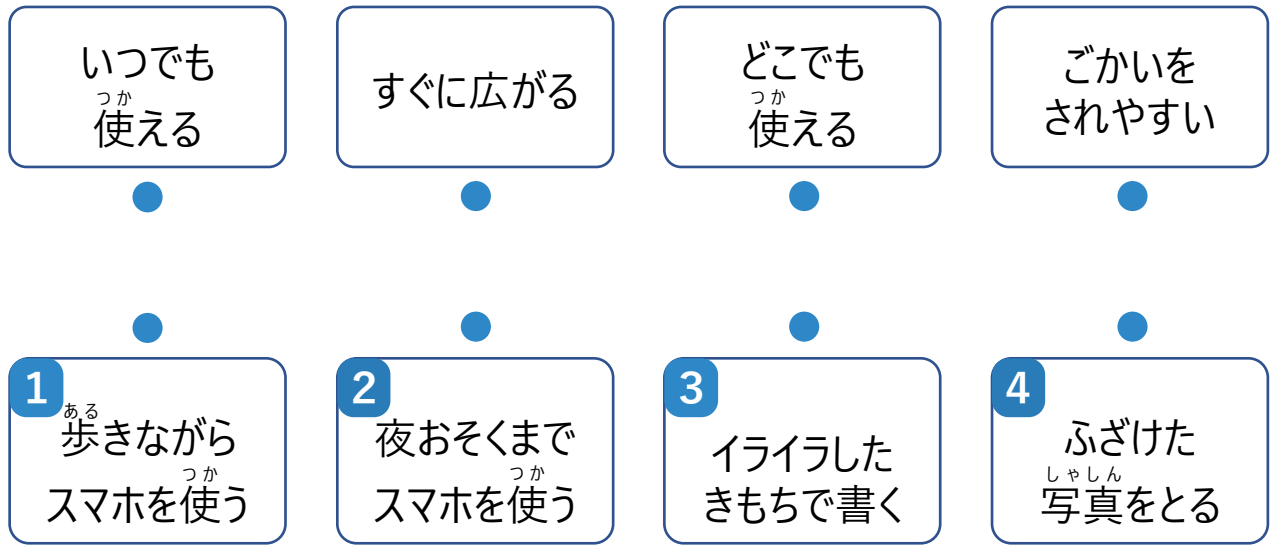 いつでも
使える
つか
すぐに広がる
どこでも
使える
つか
ごかいを
されやすい
1
歩きながら
ある
スマホを使う
つか
2
夜おそくまで
スマホを使う
つか
3
イライラした
きもちで書く
4
ふざけた
写真をとる
しゃしん